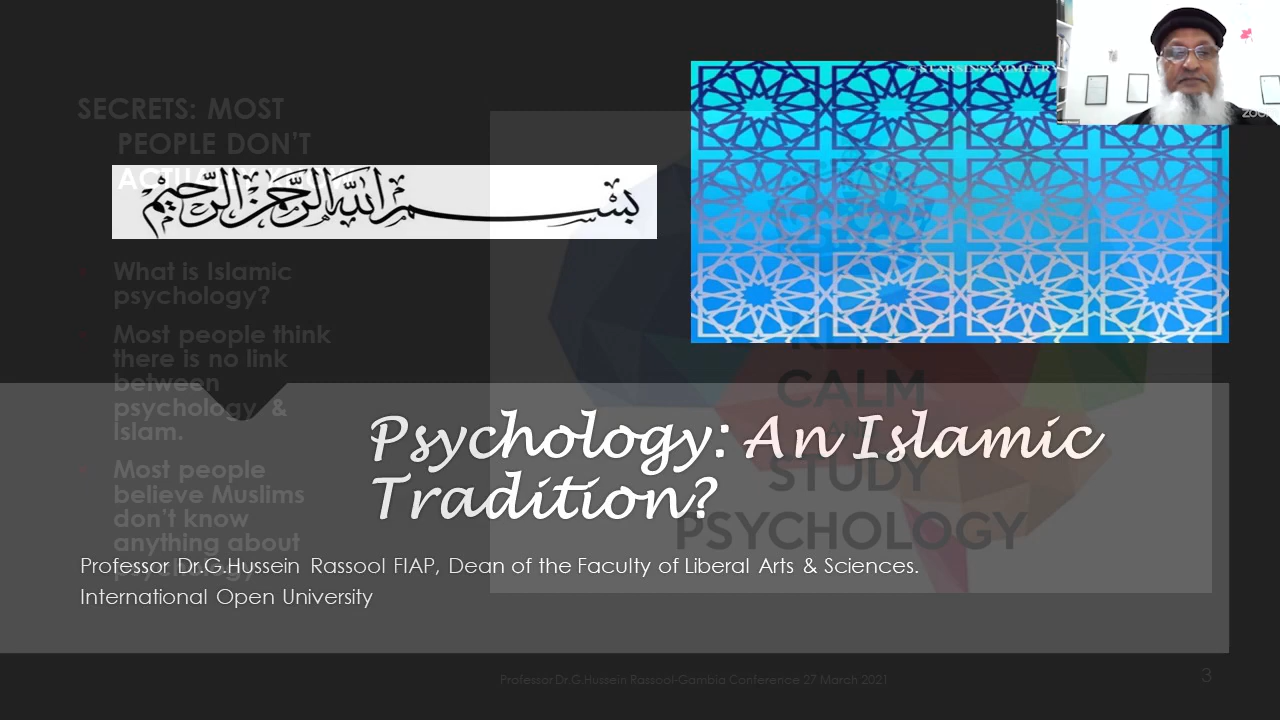 © STARSINSYMMETRY
zoom
SECRETS: MOST
PEOPLE DON'T
بسم الله الرحمن الرحيم
What is Islamic
psychology?
Most people think
there is no link
between
psychology &
Islam.
Most people
believe Muslims
don't know
anything about
psychology
CALM
STUDY
PSYCHOLOGY
Psychology: An Islamic
Tradition?
Professor Dr.G.Hussein Rassool FIAP, Dean of the Faculty of Liberal Arts & Sciences.
International Open University
Professor Dr.G.Hussein Rassool-Gambia Conference 27 March 2021
3